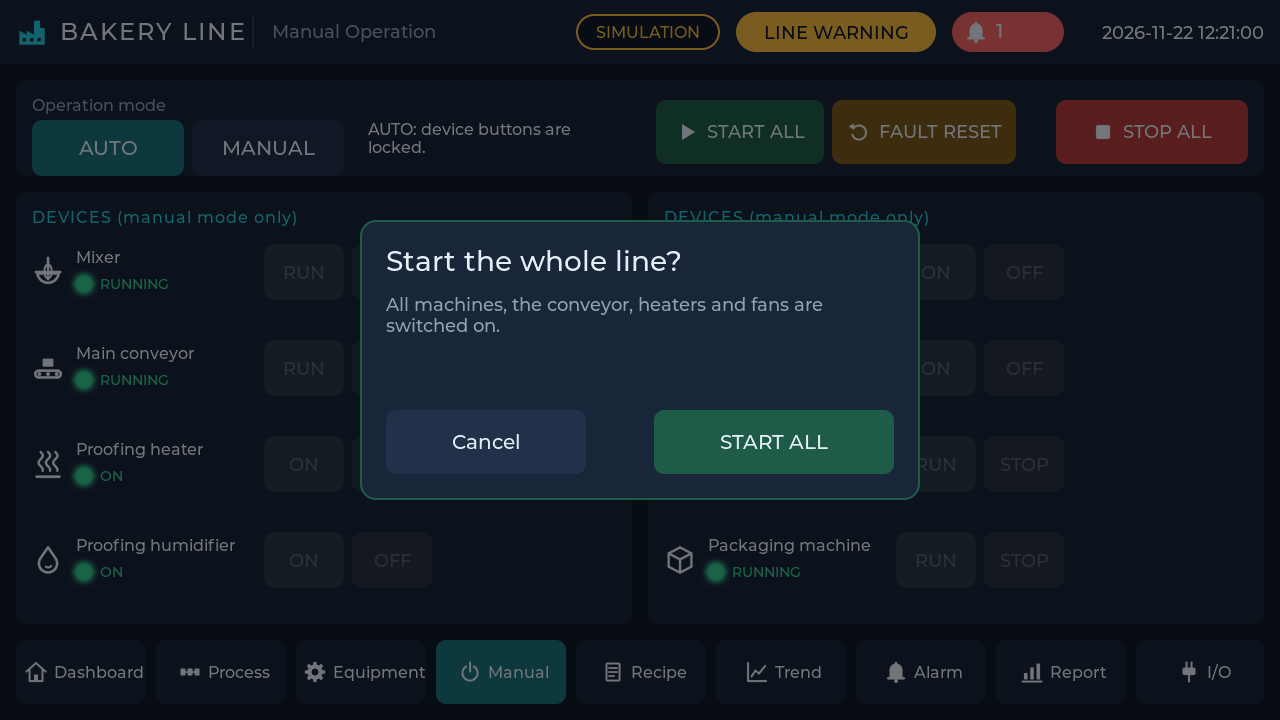 BAKERY LINE
Manual Operation
SIMULATION
LINE WARNING
1
2026-11-22 12:21:00
Operation mode
AUTO
MANUAL
AUTO: device buttons are
locked.
START ALL
FAULT RESET
STOP ALL
DEVICES (manual mode only)
DEVICES (manual mode only)
Mixer
RUNNING
RUN
ON
OFF
Main conveyor
RUNNING
RUN
ON
OFF
Proofing heater
ON
ON
RUN
STOP
Proofing humidifier
ON
ON
OFF
Packaging machine
RUNNING
RUN
STOP
Start the whole line?
All machines, the conveyor, heaters and fans are
switched on.
Cancel
START ALL
Dashboard
Process
Equipment
Manual
Recipe
Trend
Alarm
Report
I/O